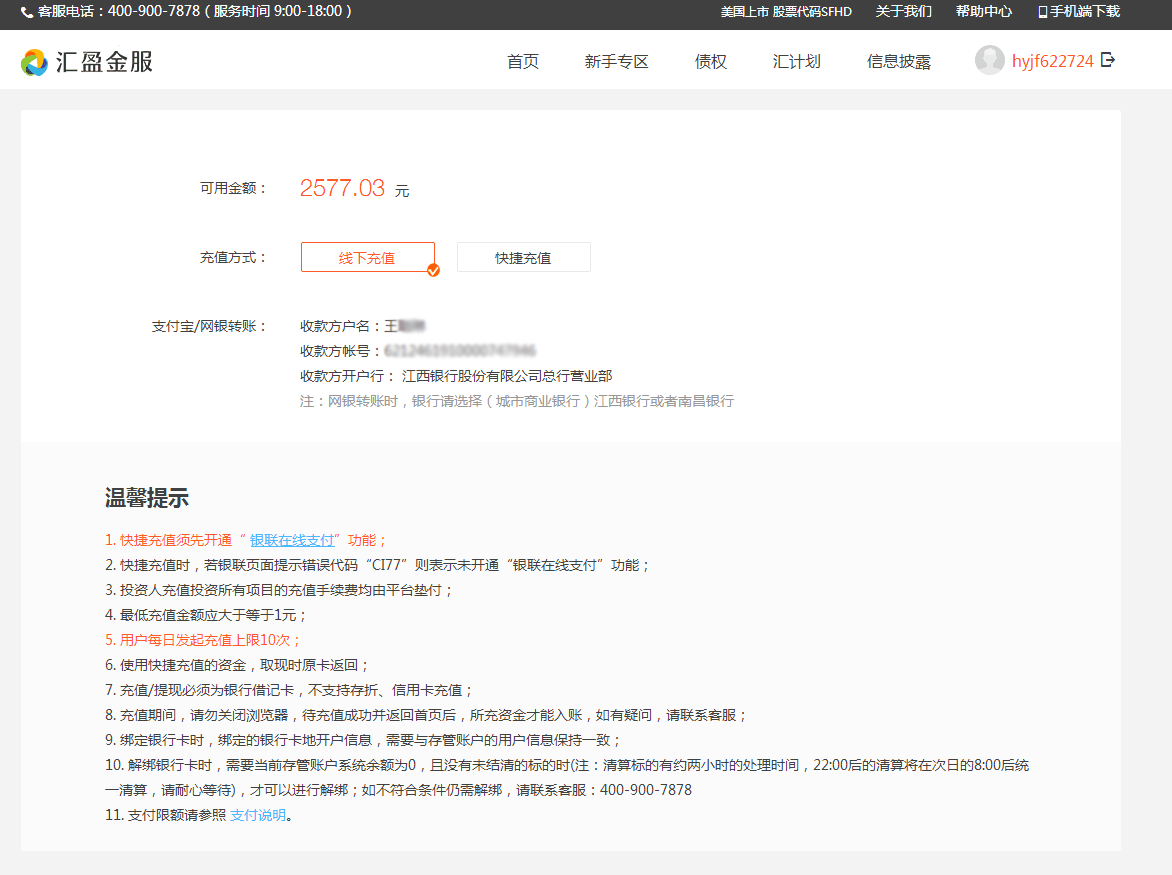 客服电话：400-900-7878 ( 服务时间 9:00-18:00 )
美国上市 股票代码SFHD 关于我们 帮助中心 手机端下载
汇盈金服
首页 新手专区 债权 汇计划 信息披露 hyjf622724
可用金额： 2577.03 元
充值方式： 线下充值 快捷充值
支付宝/网银转账： 收款方户名：王
收款方帐号：
收款方开户行： 江西银行股份有限公司总行营业部
注：网银转账时，银行请选择 ( 城市商业银行 ) 江西银行或者南昌银行
温馨提示
1. 快捷充值须先开通“ 银联在线支付”功能；
2. 快捷充值时，若银联页面提示错误代码“CI77”则表示未开通“银联在线支付”功能；
3. 投资人充值投资所有项目的充值手续费均由平台垫付；
4. 最低充值金额应大于等于1元；
5. 用户每日发起充值上限10次；
6. 使用快捷充值的资金，取现时原卡返回；
7. 充值/提现必须为银行借记卡，不支持存折、信用卡充值；
8. 充值期间，请勿关闭浏览器，待充值成功并返回首页后，所充资金才能入账，如有疑问，请联系客服；
9. 绑定银行卡时，绑定的银行卡地开户信息，需要与存管账户的用户信息保持一致；
10. 解绑银行卡时，需要当前存管账户系统余额为0，且没有未结清的标的时(注：清算标的有约两小时的处理时间，22:00后的清算将在次日的8:00后统
一清算，请耐心等待)，才可以进行解绑；如不符合条件仍需解绑，请联系客服：400-900-7878
11. 支付限额请参照 支付说明。